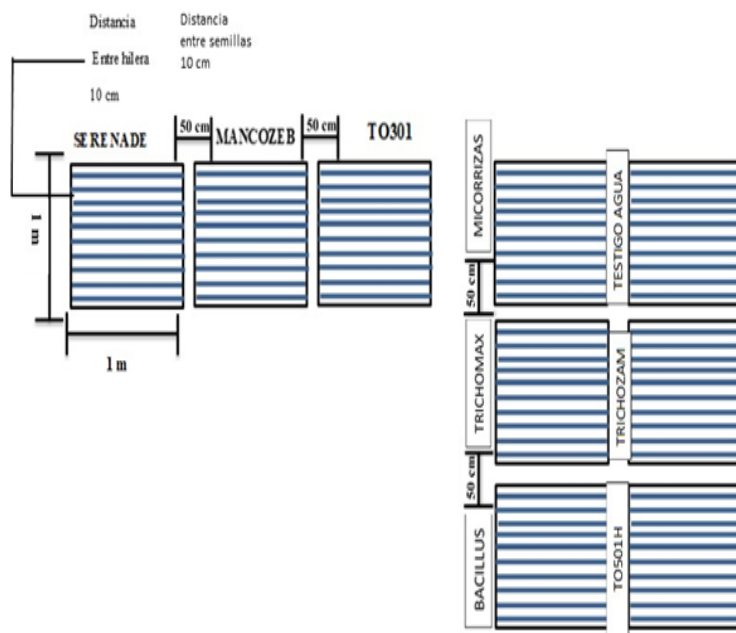 Distancia
Entre hilera
10 cm
Distancia
entre semillas
10 cm
SERENADE
50 cm
MANCOZEB
50 cm
TO301
1 m
1 m
MICORRIZAS
TESTIGO AGUA
50 cm
TRICHOMAX
TRICHOZAM
50 cm
BACILLUS
TO501H